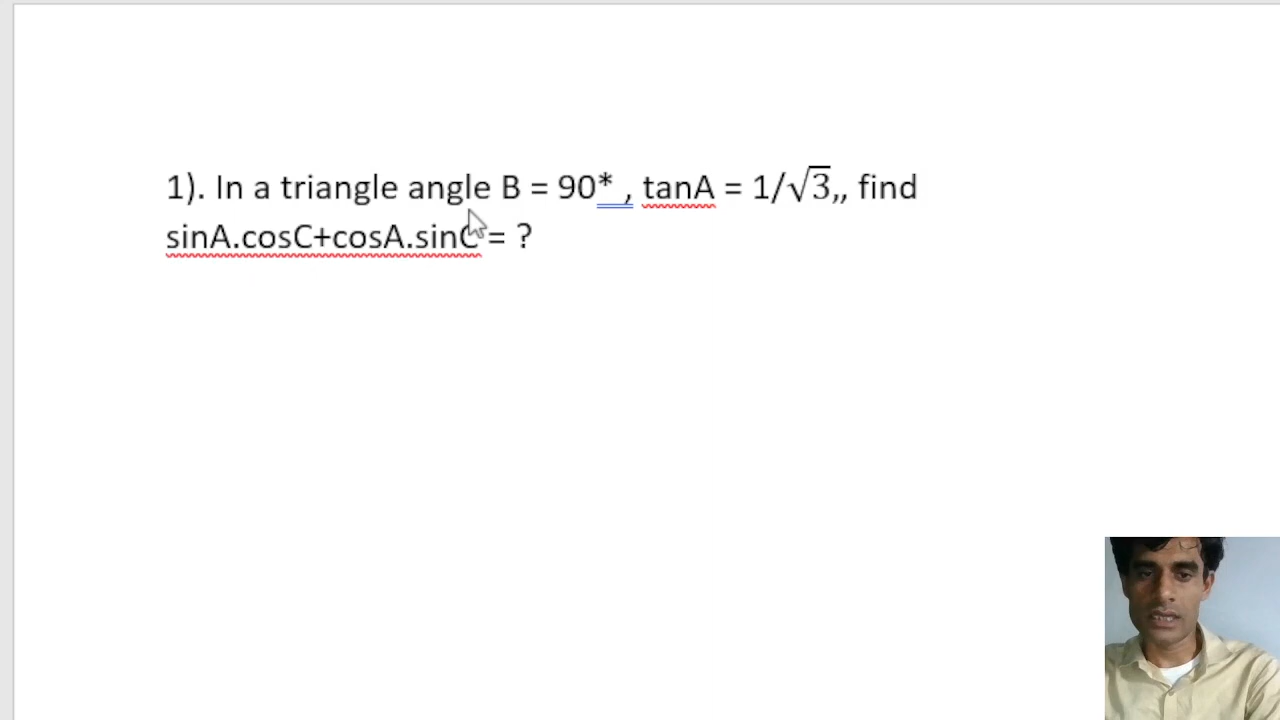 1). In a triangle angle B = 90* , tanA = 1/√3,, find
sinA.cosC+cosA.sinC = ?